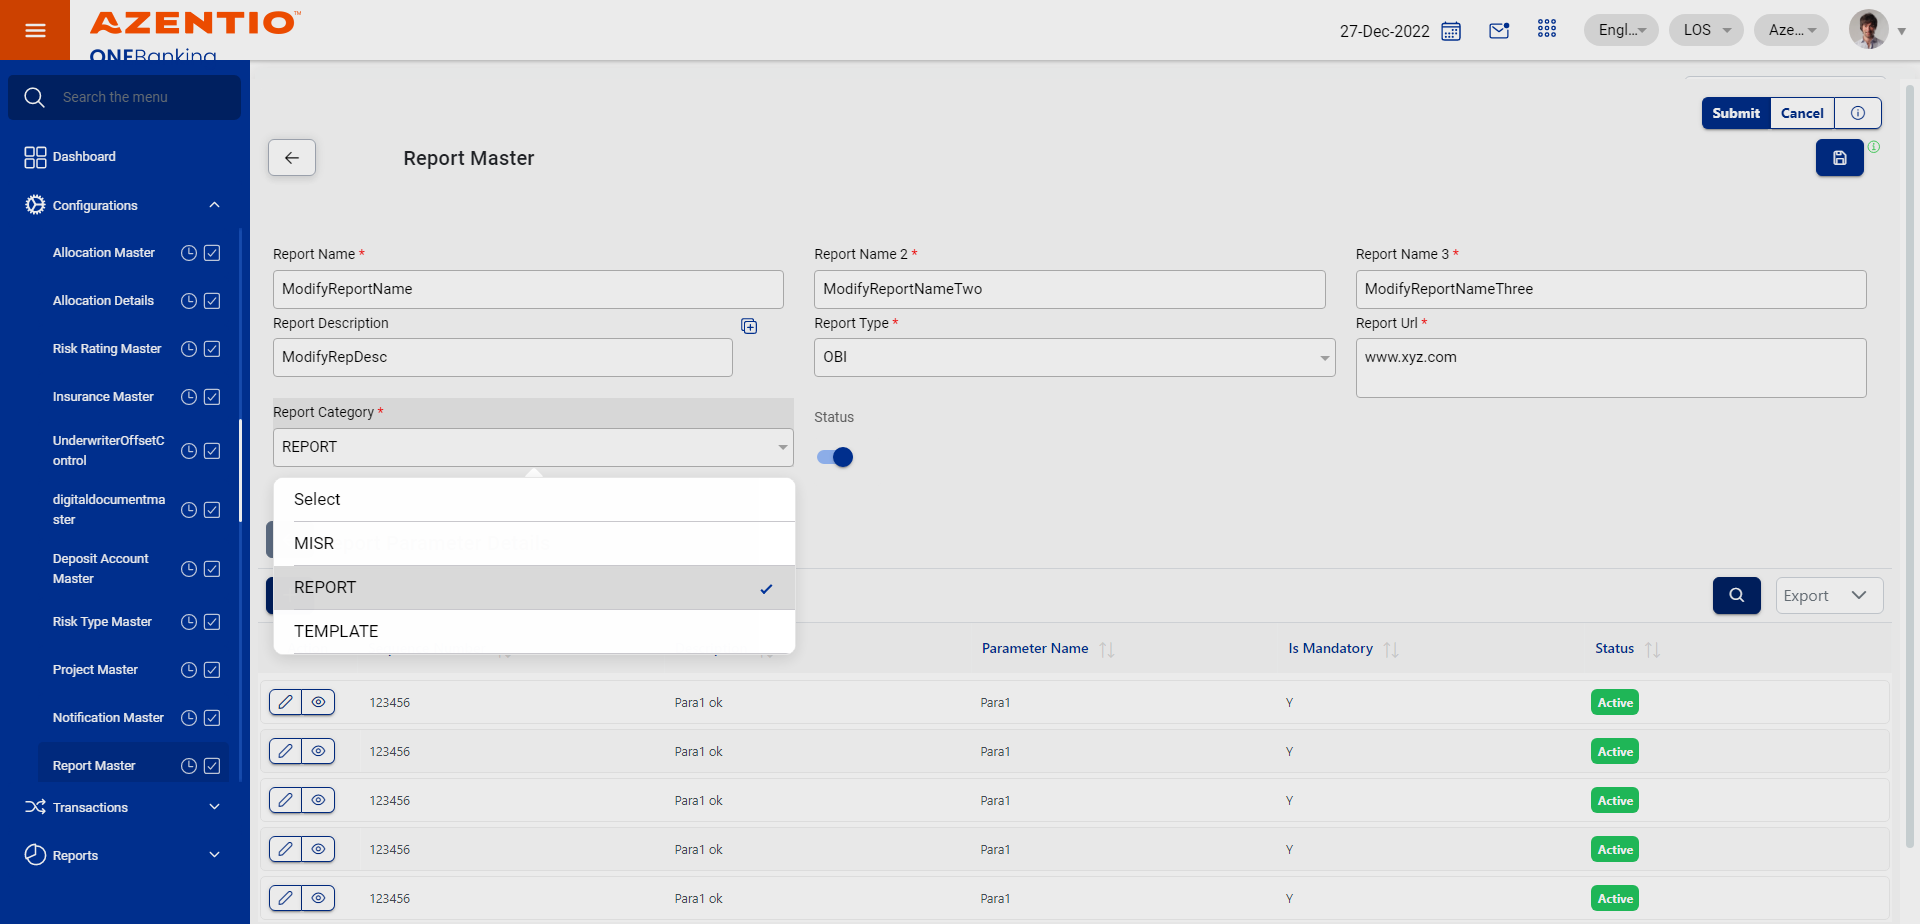 AZENTIO™
ONEBanking
27-Dec-2022
Engl...
LOS
Aze...
Search the menu
Dashboard
Configurations
Allocation Master
Allocation Details
Risk Rating Master
Insurance Master
UnderwriterOffsetC
ontrol
digitaldocumentma
ster
Deposit Account
Master
Risk Type Master
Project Master
Notification Master
Report Master
Transactions
Reports
Submit
Cancel
Report Master
Report Name *
Report Name 2 *
Report Name 3 *
ModifyReportName
ModifyReportNameTwo
ModifyReportNameThree
Report Description
Report Type *
Report Url *
ModifyRepDesc
OBI
www.xyz.com
Report Category *
Status
REPORT
Select
MISR
REPORT
TEMPLATE
Export
Parameter Name
Is Mandatory
Status
123456 Para1 ok Para1 Y Active
123456 Para1 ok Para1 Y Active
123456 Para1 ok Para1 Y Active
123456 Para1 ok Para1 Y Active
123456 Para1 ok Para1 Y Active